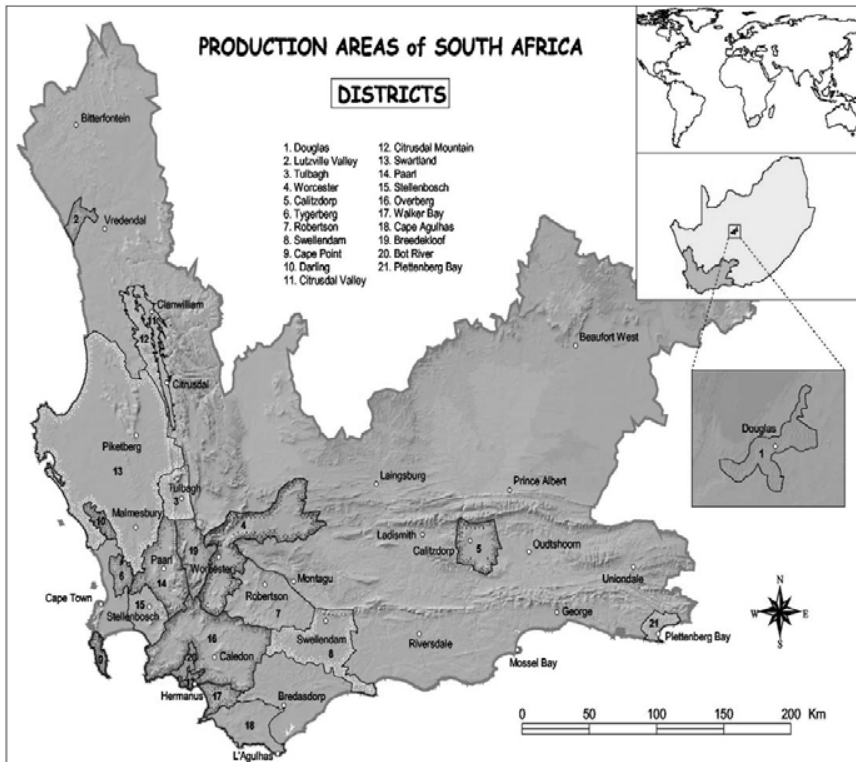 PRODUCTION AREAS of SOUTH AFRICA
DISTRICTS
1. Douglas
2. Lutzville Valley
3. Tulbagh
4. Worcester
5. Calitzdorp
6. Tygerberg
7. Robertson
8. Swellendam
9. Cape Point
10. Darling
11. Citrusdal Valley
12. Citrusdal Mountain
13. Swartland
14. Paarl
15. Stellenbosch
16. Overberg
17. Walker Bay
18. Cape Agulhas
19. Breedekloof
20. Bot River
21. Plettenberg Bay
Bitterfontein
2
Vredendal
Clanwilliam
11
12
Beaufort West
Citrusdal
Douglas
1
Piketberg
13
Laingsburg
Prince Albert
Tulbagh
3
10
Malmesbury
4
Ladismith
Calitzdorp
5
Oudtshoorn
19
Paarl
Worcester
6
14
Uniondale
Montagu
Robertson
7
Cape Town
15
Stellenbosch
George
N
W
E
S
16
Swellendam
8
Riversdale
21
Plettenberg Bay
Mossel Bay
9
20
Caledon
Hermanus
17
17
Bredasdorp
18
L'Agulhas
0 50 100 150 200 Km